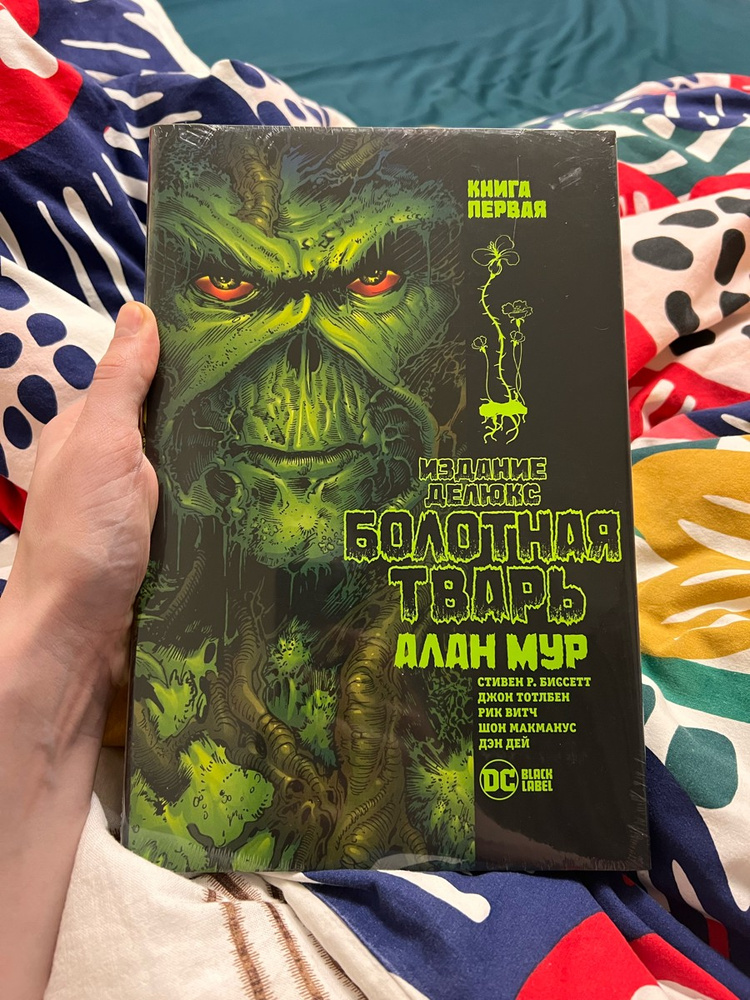 КНИГА
ПЕРВАЯ
ИЗДАНИЕ
ДЕЛЮКС
БОЛОТНАЯ
ТВАРЬ
АЛАН МУР
СТИВЕН Р. БИССЕТТ
ДЖОН ТОТЛБЕН
РИК ВИТЧ
ШОН МАКМАНУС
ДЭН ДЕЙ
DC BLACK
LABEL